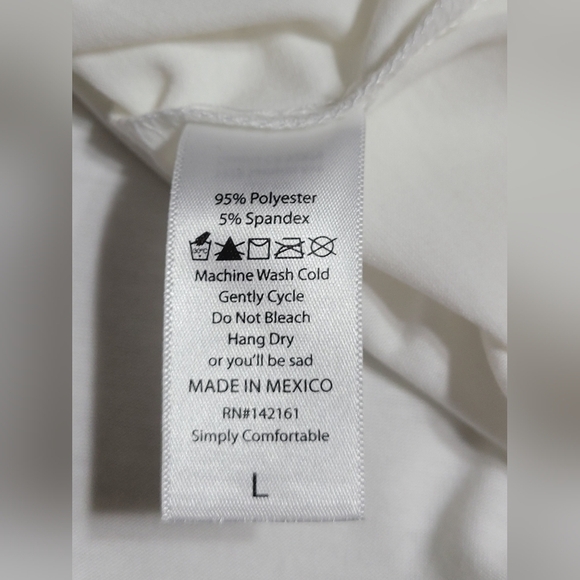 95% Polyester
5% Spandex
30°C
Machine Wash Cold
Gently Cycle
Do Not Bleach
Hang Dry
or you'll be sad
MADE IN MEXICO
RN#142161
Simply Comfortable
L